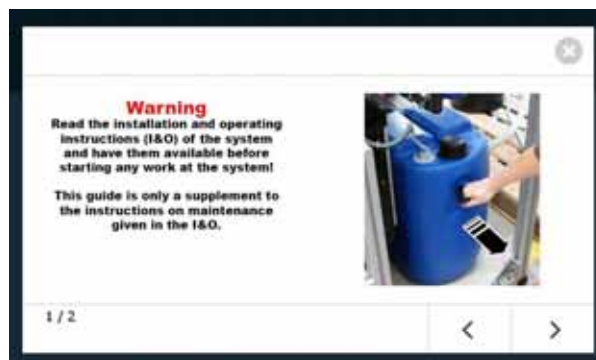 Warning
Read the installation and operating
instructions (I&O) of the system
and have them available before
starting any work at the system!
This guide is only a supplement to
the instructions on maintenance
given in the I&O.
1 / 2